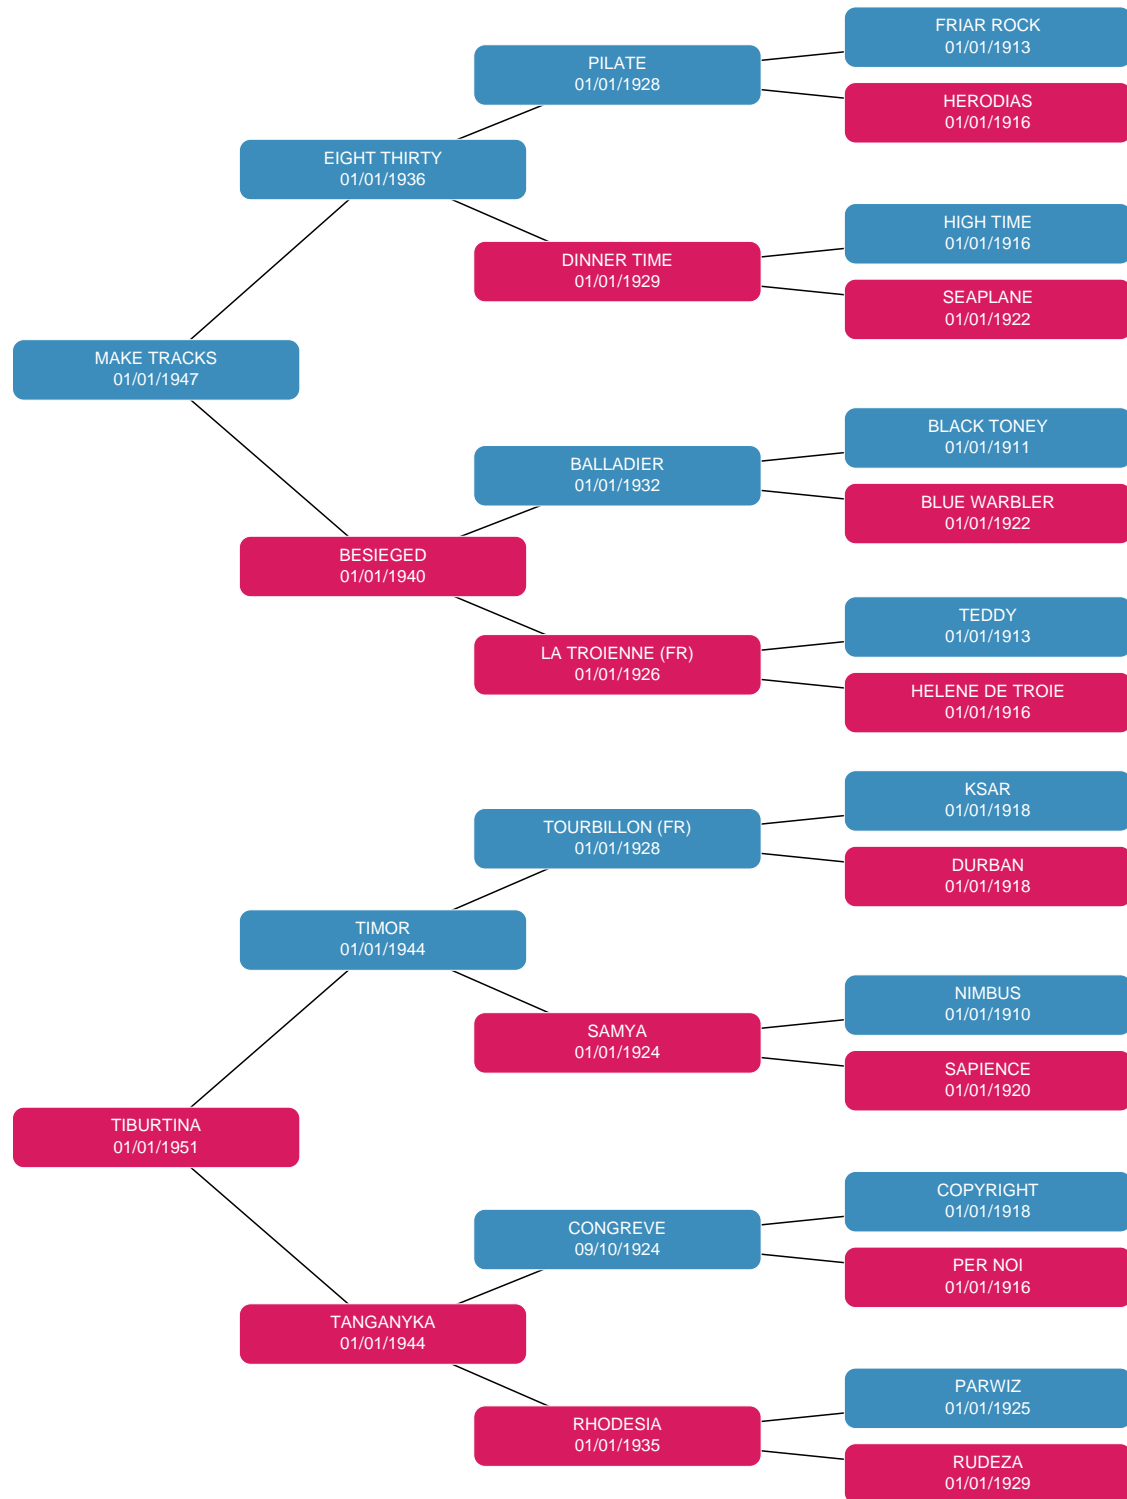 FRIAR ROCK
01/01/1913
PILATE
01/01/1928
HERODIAS
01/01/1916
EIGHT THIRTY
01/01/1936
HIGH TIME
01/01/1916
DINNER TIME
01/01/1929
SEAPLANE
01/01/1922
MAKE TRACKS
01/01/1947
BLACK TONEY
01/01/1911
BALLADIER
01/01/1932
BLUE WARBLER
01/01/1922
BESIEGED
01/01/1940
TEDDY
01/01/1913
LA TROIENNE (FR)
01/01/1926
HELENE DE TROIE
01/01/1916
KSAR
01/01/1918
TOURBILLON (FR)
01/01/1928
DURBAN
01/01/1918
TIMOR
01/01/1944
NIMBUS
01/01/1910
SAMYA
01/01/1924
SAPIENCE
01/01/1920
TIBURTINA
01/01/1951
COPYRIGHT
01/01/1918
CONGREVE
09/10/1924
PER NOI
01/01/1916
TANGANYKA
01/01/1944
PARWIZ
01/01/1925
RHODESIA
01/01/1935
RUDEZA
01/01/1929